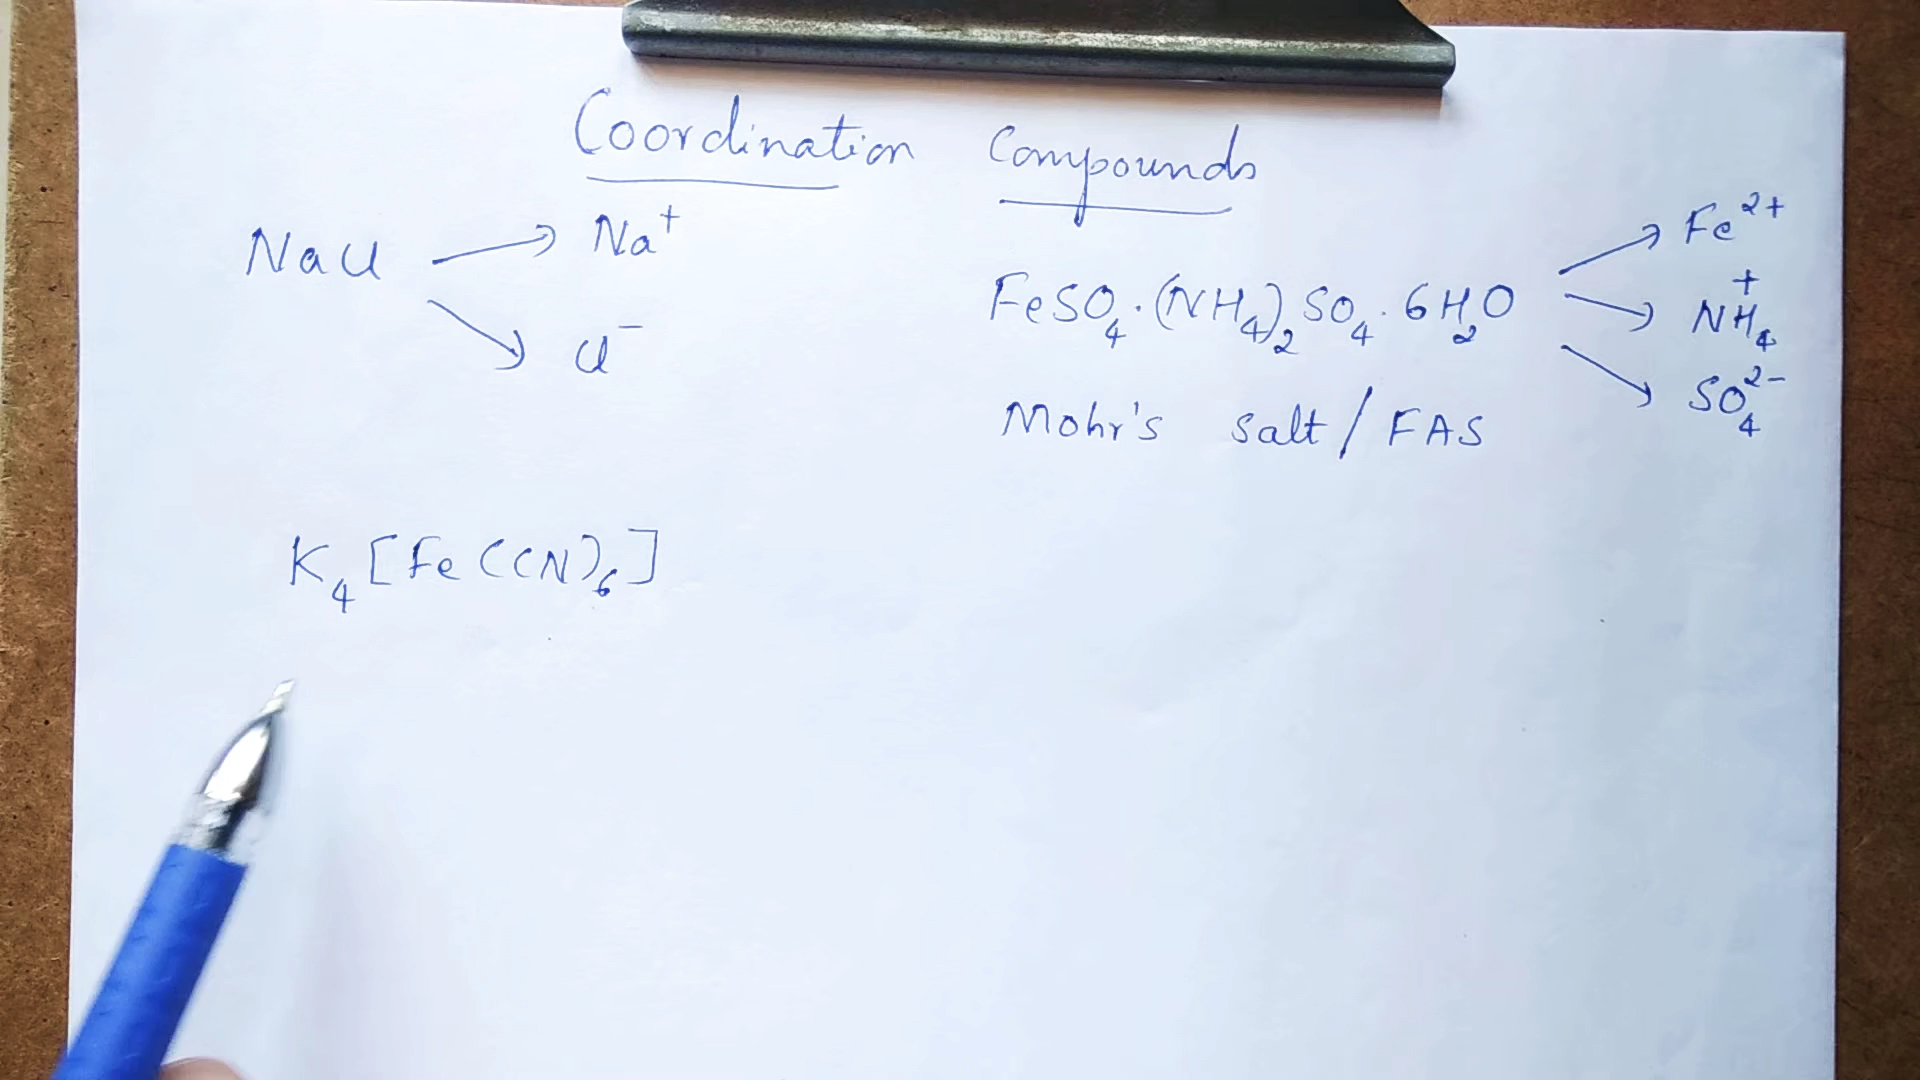 Coordination Compounds
NaCl → Na⁺
→ Cl⁻
FeSO₄·(NH₄)₂SO₄·6H₂O → Fe²⁺
→ NH₄⁺
→ SO₄²⁻
Mohr's salt / FAS
K₄[Fe(CN)₆]